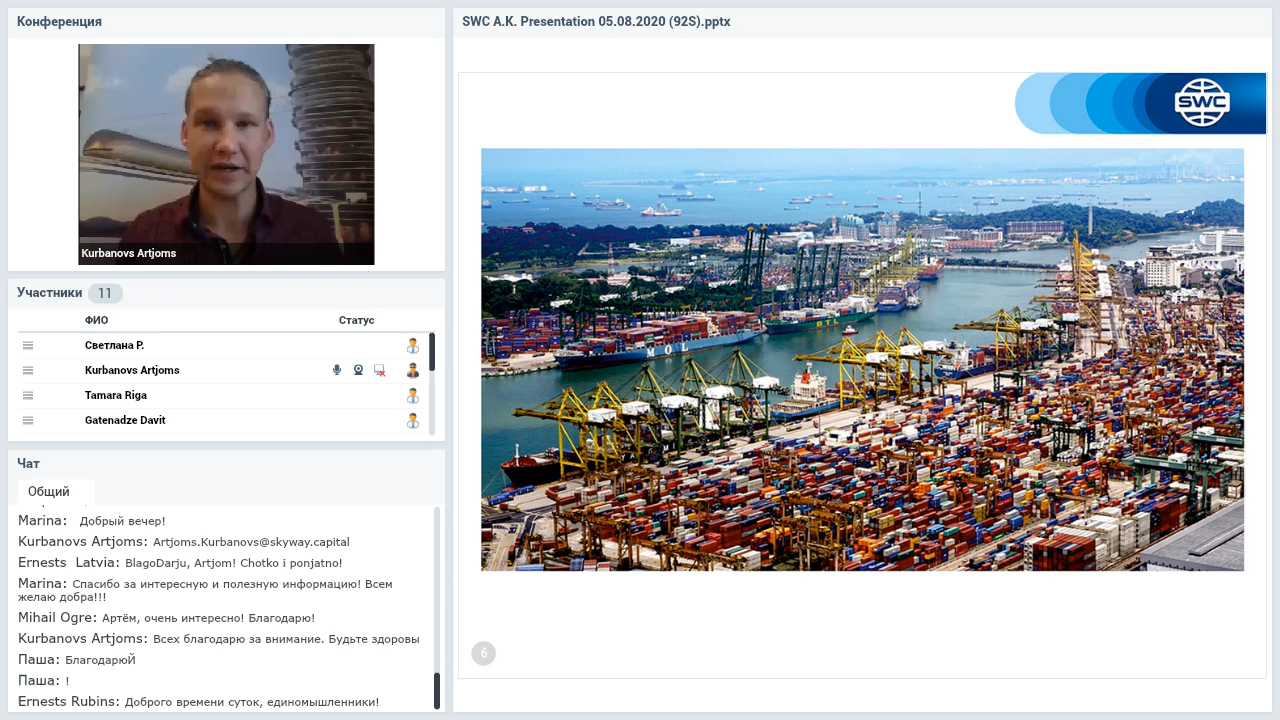 Конференция
Kurbanovs Artjoms
Участники 11
ФИО Статус
Светлана Р.
Kurbanovs Artjoms
Tamara Riga
Gatenadze Davit
Чат
Общий
Marina: Добрый вечер!
Kurbanovs Artjoms: Artjoms.Kurbanovs@skyway.capital
Ernests Latvia: BlagoDarju, Artjom! Chotko i ponjatno!
Marina: Спасибо за интересную и полезную информацию! Всем
желаю добра!!!
Mihail Ogre: Артём, очень интересно! Благодарю!
Kurbanovs Artjoms: Всех благодарю за внимание. Будьте здоровы
Паша: БлагодарюЙ
Паша: !
Ernests Rubins: Доброго времени суток, единомышленники!
SWC A.K. Presentation 05.08.2020 (92S).pptx
SWC
MOL
6